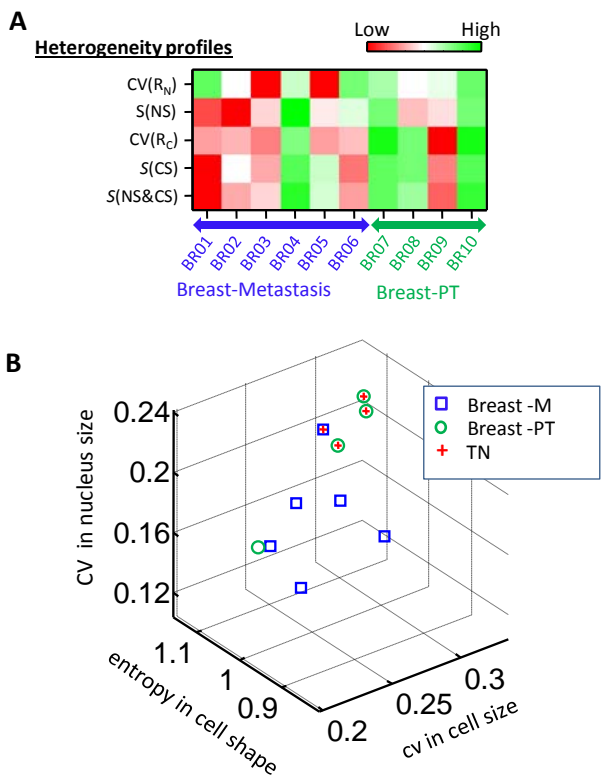 A
Heterogeneity profiles
Low High
CV(R_N)
S(NS)
CV(R_C)
S(CS)
S(NS&CS)
BR01 BR02 BR03 BR04 BR05 BR06 BR07 BR08 BR09 BR10
Breast-Metastasis Breast-PT
B
Breast -M
Breast -PT
TN
CV in nucleus size
0.24
0.2
0.16
0.12
1.1
1
0.9
entropy in cell shape
0.2
0.25
0.3
cv in cell size